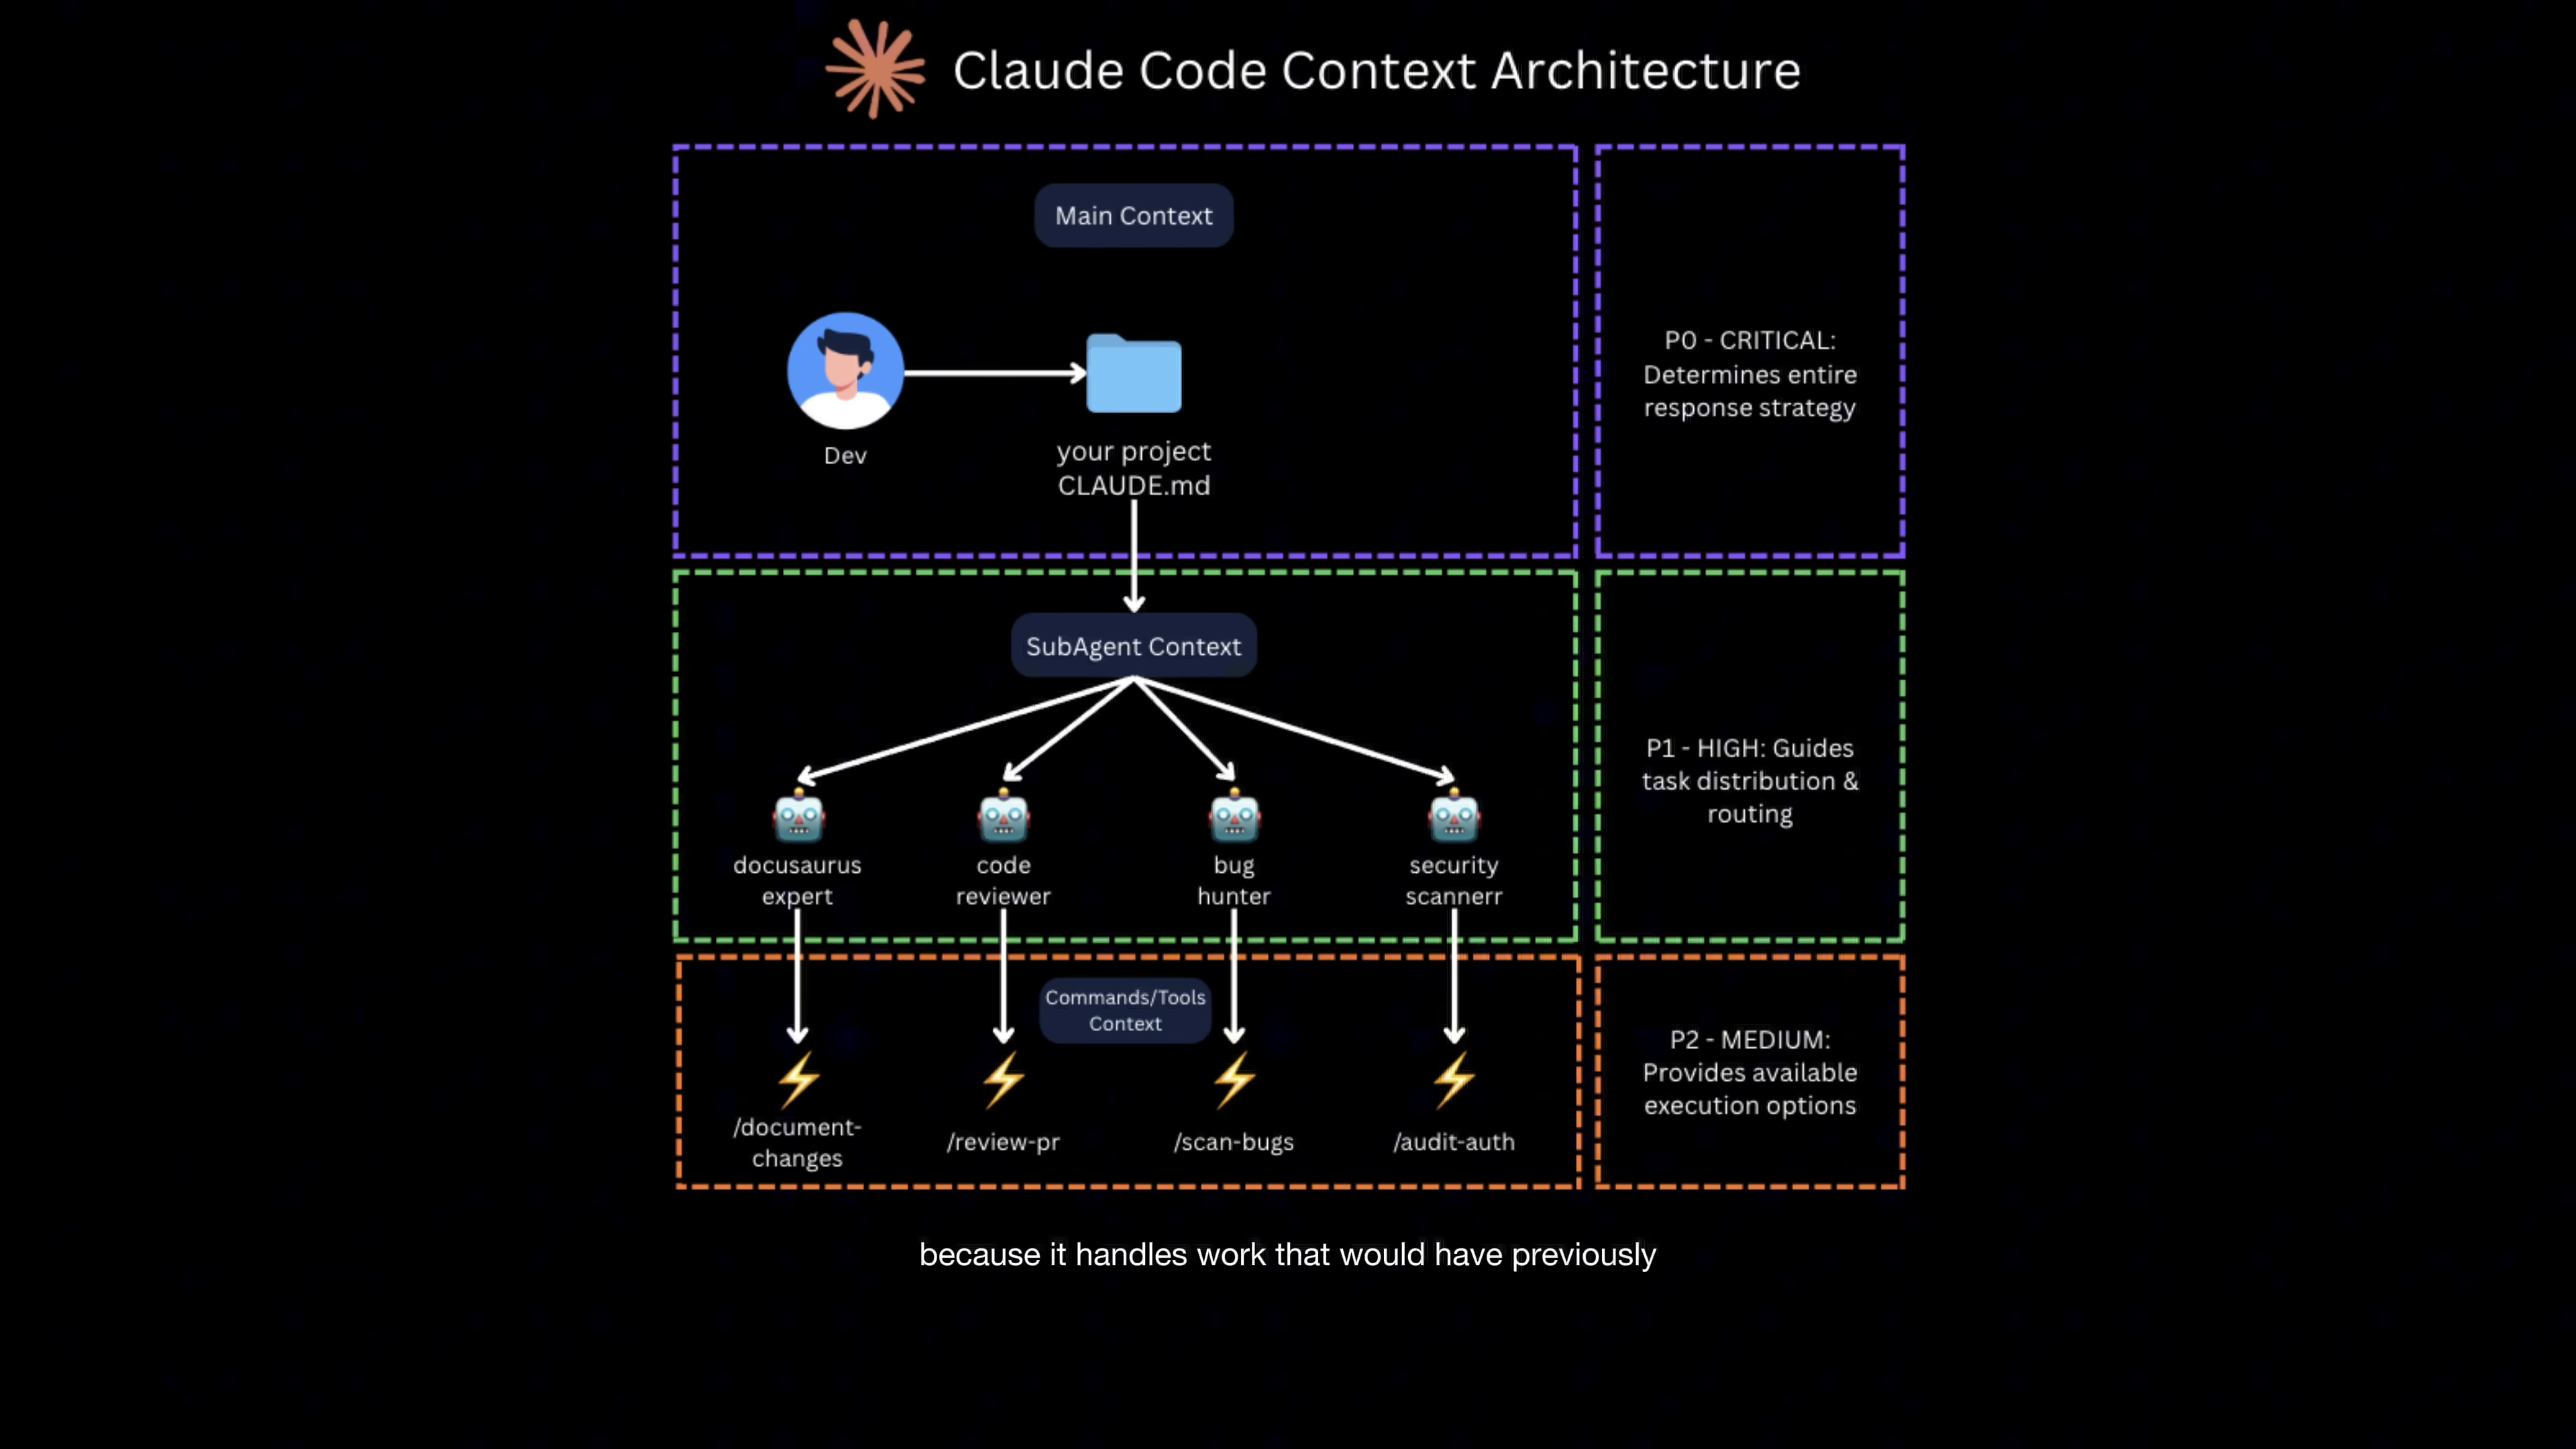 Claude Code Context Architecture
Main Context
Dev
your project
CLAUDE.md
P0 - CRITICAL:
Determines entire
response strategy
SubAgent Context
docusaurus
expert
code
reviewer
bug
hunter
security
scannerr
P1 - HIGH: Guides
task distribution &
routing
Commands/Tools
Context
/document-
changes
/review-pr
/scan-bugs
/audit-auth
P2 - MEDIUM:
Provides available
execution options
because it handles work that would have previously